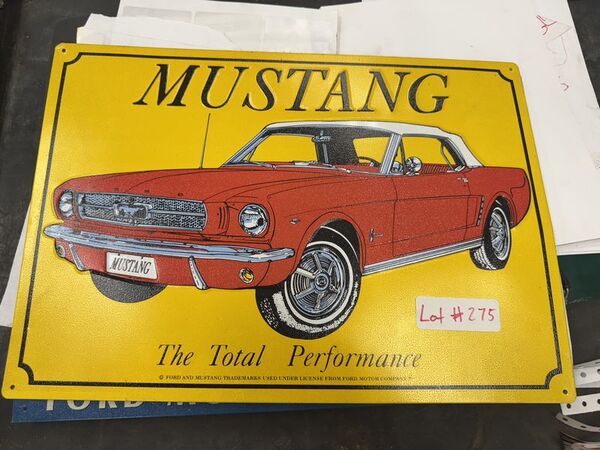 MUSTANG
MUSTANG
Lot #275
The Total Performance
© FORD AND MUSTANG TRADEMARKS USED UNDER LICENSE FROM FORD MOTOR COMPANY
FORD